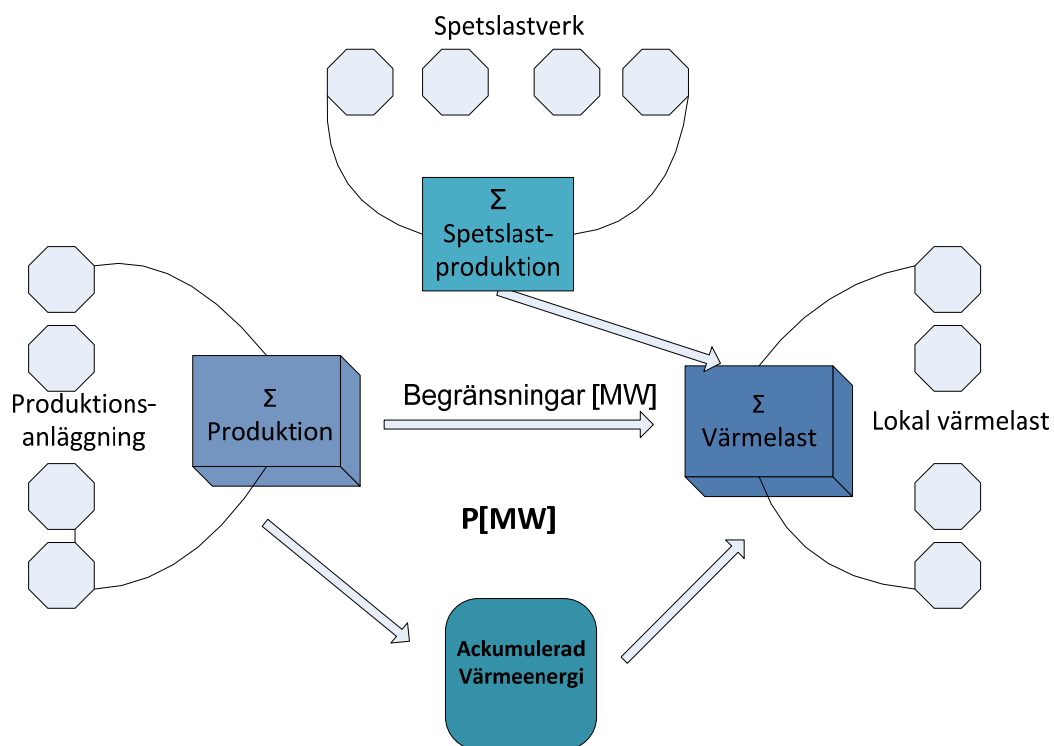 Spetslastverk
Σ
Spetslast-
produktion
Produktions-
anläggning
Σ
Produktion
Begränsningar [MW]
Σ
Värmelast
Lokal värmelast
P[MW]
Ackumulerad
Värmeenergi